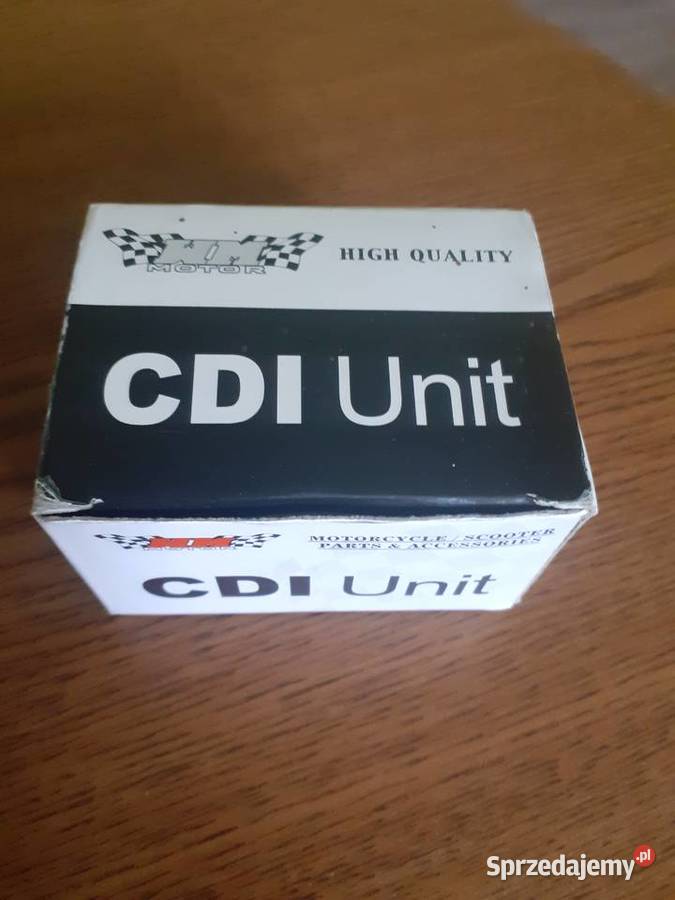 MOTOR
HIGH QUALITY
CDI Unit
MOTORCYCLE / SCOOTER
PARTS & ACCESSORIES
CDI Unit
Sprzedajemy.pl